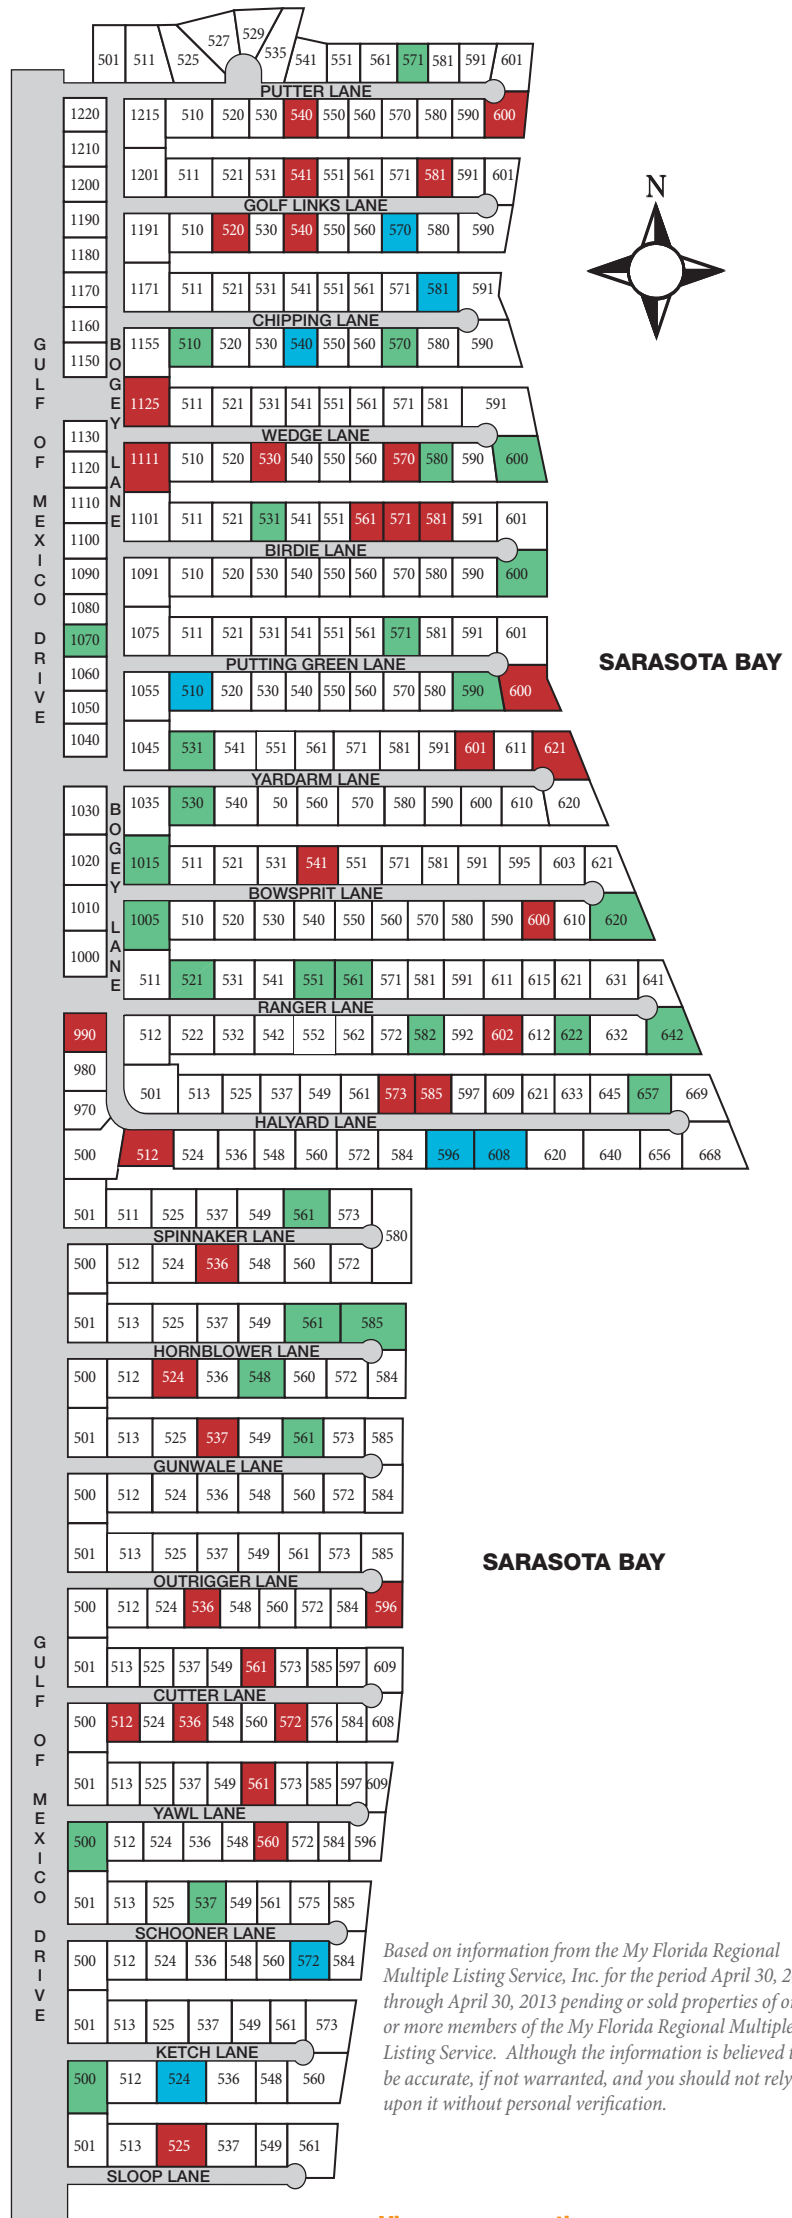 501 511 525 527 529 535 541 551 561 571 581 591 601
PUTTER LANE
1220 1215 510 520 530 540 550 560 570 580 590 600
1210
1200 1201 511 521 531 541 551 561 571 581 591 601
GOLF LINKS LANE
1190 1191 510 520 530 540 550 560 570 580 590
1180
1170 1171 511 521 531 541 551 561 571 581 591
CHIPPING LANE
1160
1150 1155 510 520 530 540 550 560 570 580 590
1125 511 521 531 541 551 561 571 581 591
WEDGE LANE
1130
1120 1111 510 520 530 540 550 560 570 580 590 600
1110
1100 1101 511 521 531 541 551 561 571 581 591 601
BIRDIE LANE
1090 1091 510 520 530 540 550 560 570 580 590 600
1080
1070 1075 511 521 531 541 551 561 571 581 591 601
PUTTING GREEN LANE
1060
1050 1055 510 520 530 540 550 560 570 580 590 600
1040 1045 531 541 551 561 571 581 591 601 611 621
YARDARM LANE
1030 1035 530 540 50 560 570 580 590 600 610 620
1020 1015 511 521 531 541 551 571 581 591 595 603 621
BOWSPRIT LANE
1010 1005 510 520 530 540 550 560 570 580 590 600 610 620
1000 511 521 531 541 551 561 571 581 591 611 615 621 631 641
RANGER LANE
990 512 522 532 542 552 562 572 582 592 602 612 622 632 642
980
970 501 513 525 537 549 561 573 585 597 609 621 633 645 657 669
HALYARD LANE
500 512 524 536 548 560 572 584 596 608 620 640 656 668
501 511 525 537 549 561 573 580
SPINNAKER LANE
500 512 524 536 548 560 572
501 513 525 537 549 561 585
HORNBLOWER LANE
500 512 524 536 548 560 572 584
501 513 525 537 549 561 573 585
GUNWALE LANE
500 512 524 536 548 560 572 584
501 513 525 537 549 561 573 585
OUTRIGGER LANE
500 512 524 536 548 560 572 584 596
501 513 525 537 549 561 573 585 597 609
CUTTER LANE
500 512 524 536 548 560 572 576 584 608
501 513 525 537 549 561 573 585 597 609
YAWL LANE
500 512 524 536 548 560 572 584 596
501 513 525 537 549 561 575 585
SCHOONER LANE
500 512 524 536 548 560 572 584
501 513 525 537 549 561 573
KETCH LANE
500 512 524 536 548 560
501 513 525 537 549 561
SLOOP LANE
GULF OF MEXICO DRIVE
BOGEY LANE
BOGEY LANE
GULF OF MEXICO DRIVE
N
SARASOTA BAY
SARASOTA BAY
Based on information from the My Florida Regional
Multiple Listing Service, Inc. for the period April 30,
through April 30, 2013 pending or sold properties of
or more members of the My Florida Regional Multiple
Listing Service. Although the information is believed
be accurate, if not warranted, and you should not rely
upon it without personal verification.